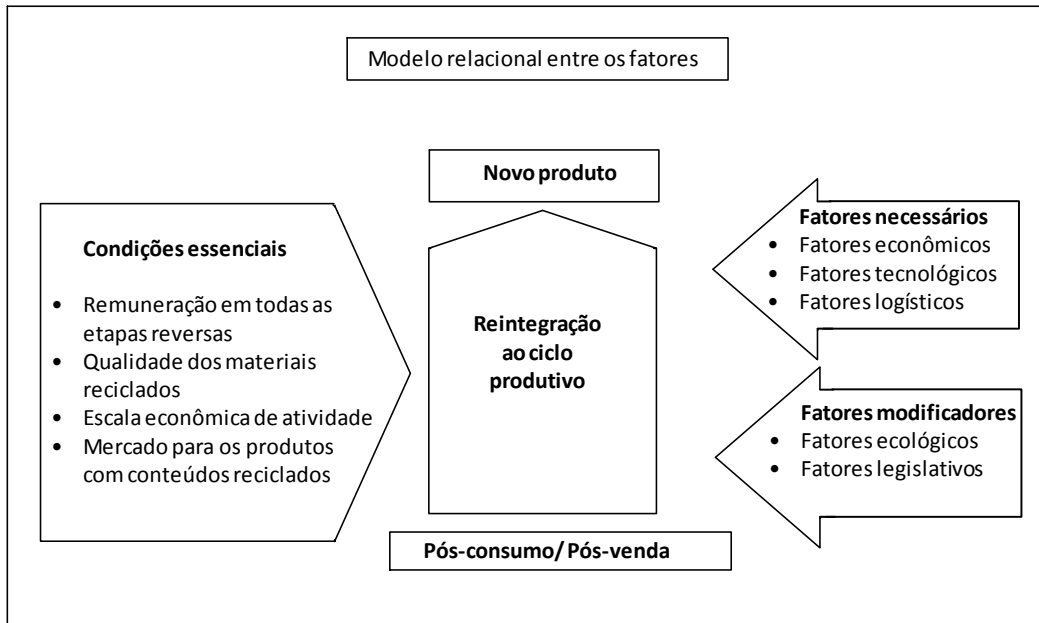 Modelo relacional entre os fatores
Novo produto
Condições essenciais
• Remuneração em todas as
etapas reversas
• Qualidade dos materiais
reciclados
• Escala econômica de atividade
• Mercado para os produtos
com conteúdos reciclados
Reintegração
ao ciclo
produtivo
Fatores necessários
• Fatores econômicos
• Fatores tecnológicos
• Fatores logísticos
Fatores modificadores
• Fatores ecológicos
• Fatores legislativos
Pós-consumo/ Pós-venda